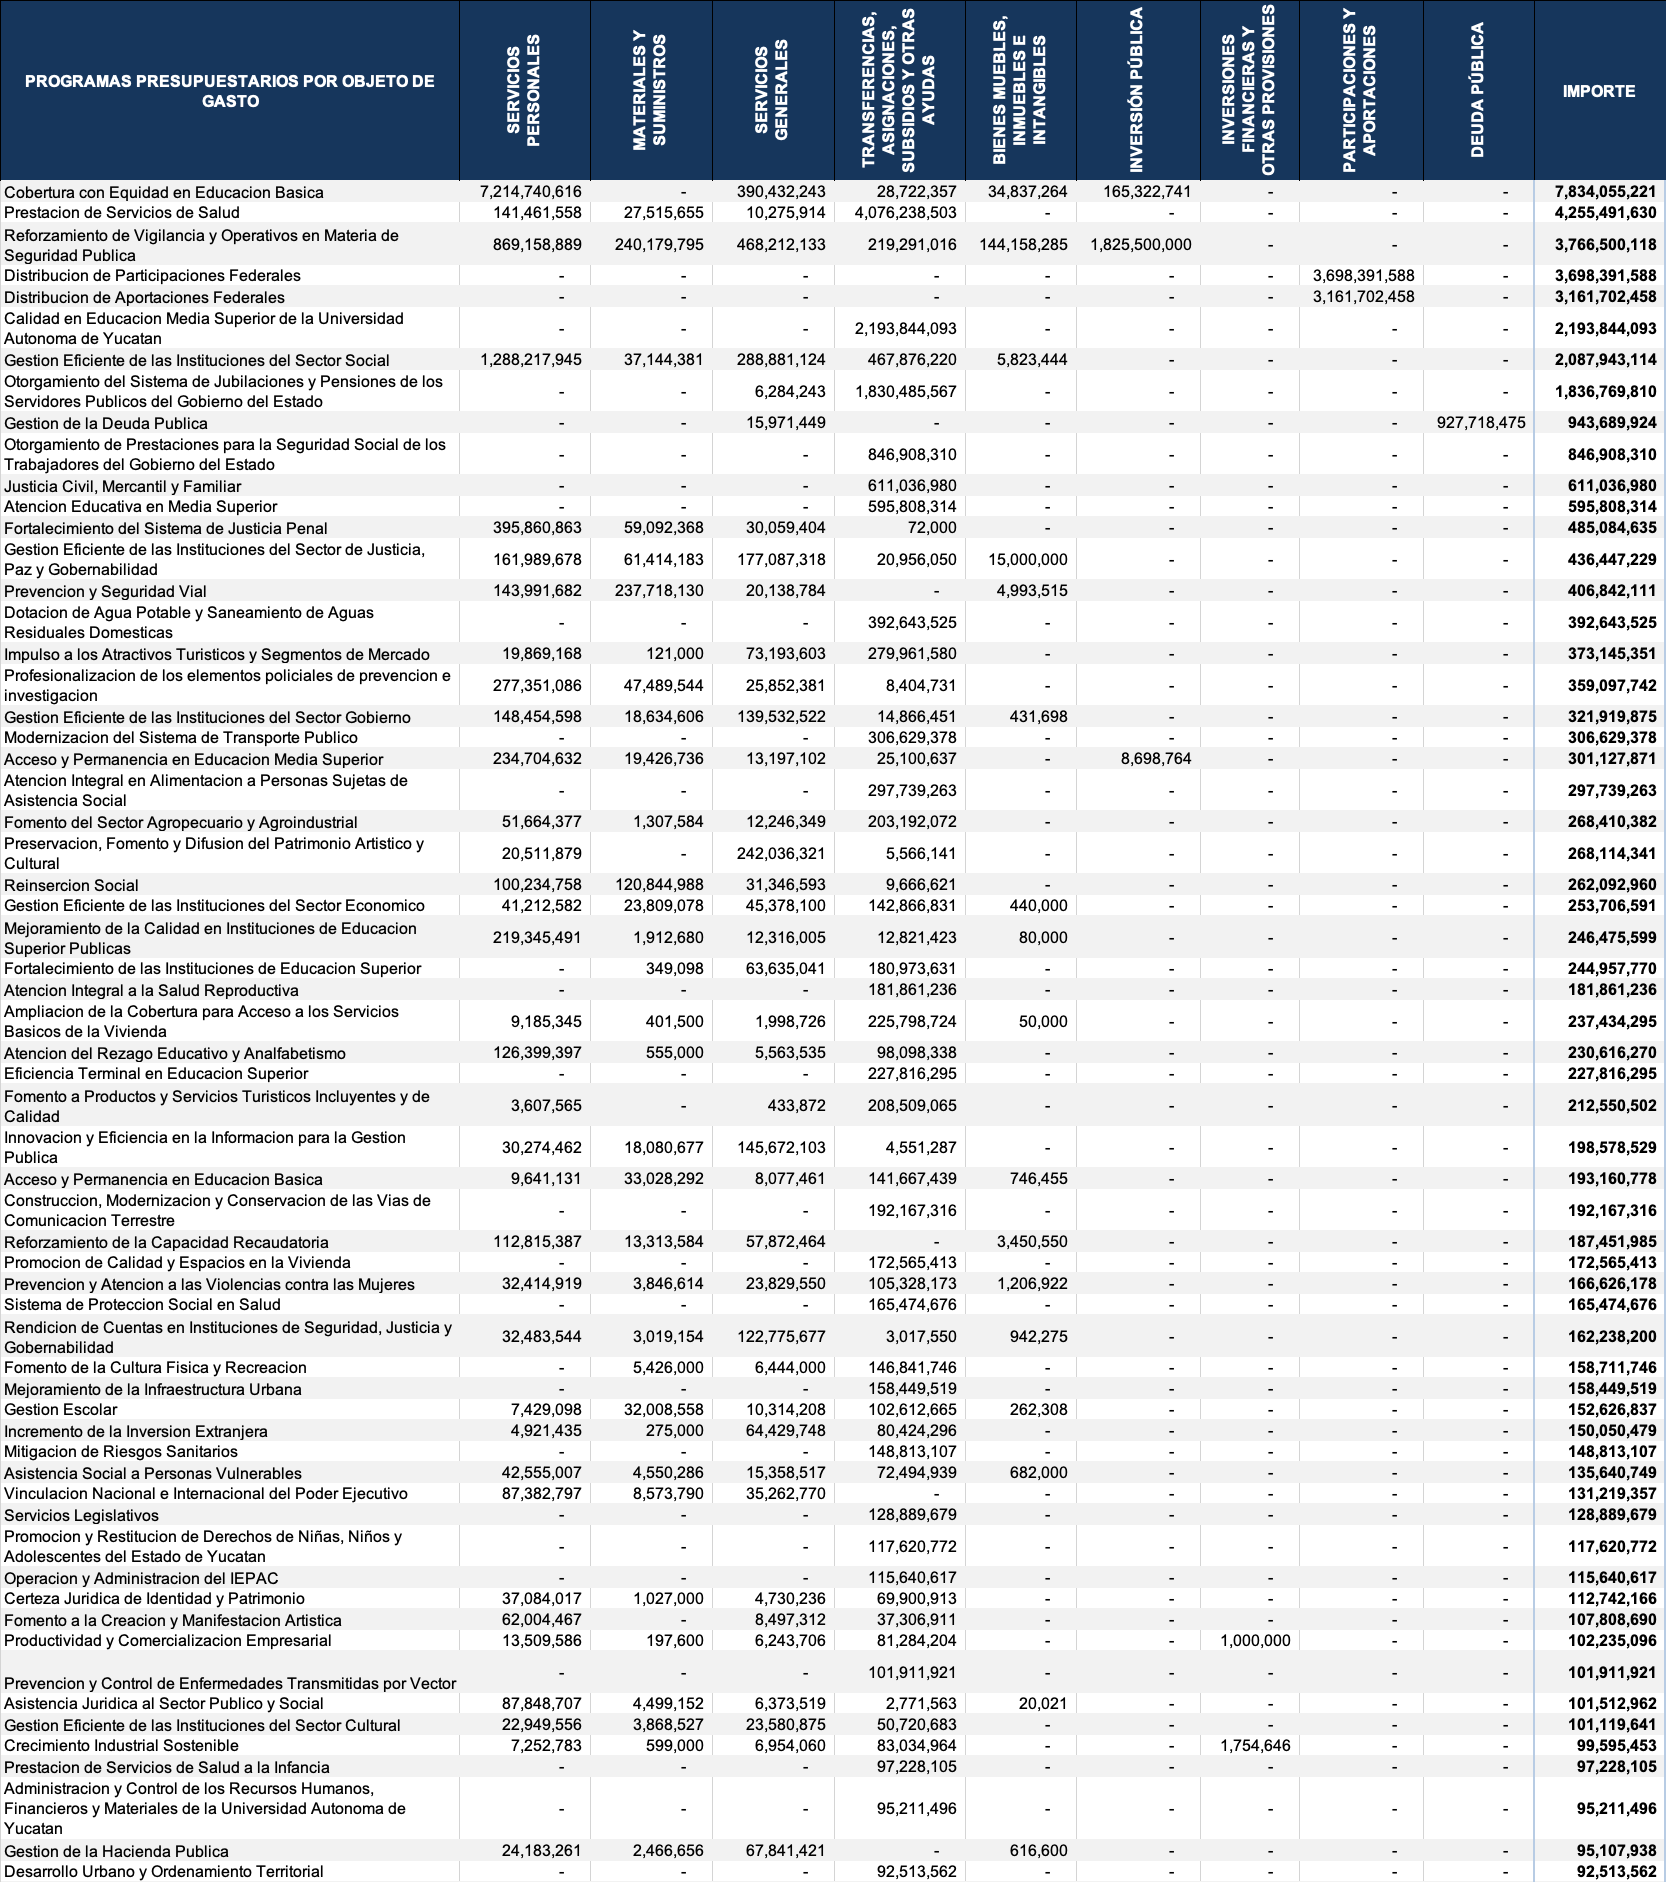 PROGRAMAS PRESUPUESTARIOS POR OBJETO DE GASTO | SERVICIOS PERSONALES | MATERIALES Y SUMINISTROS | SERVICIOS GENERALES | TRANSFERENCIAS, ASIGNACIONES, SUBSIDIOS Y OTRAS AYUDAS | BIENES MUEBLES, INMUEBLES E INTANGIBLES | INVERSIÓN PÚBLICA | INVERSIONES FINANCIERAS Y OTRAS PROVISIONES | PARTICIPACIONES Y APORTACIONES | DEUDA PÚBLICA | IMPORTE
Cobertura con Equidad en Educacion Basica 7,214,740,616 - 390,432,243 28,722,357 34,837,264 165,322,741 - - - 7,834,055,221
Prestacion de Servicios de Salud 141,461,558 27,515,655 10,275,914 4,076,238,503 - - - - - 4,255,491,630
Reforzamiento de Vigilancia y Operativos en Materia de Seguridad Publica 869,158,889 240,179,795 468,212,133 219,291,016 144,158,285 1,825,500,000 - - - 3,766,500,118
Distribucion de Participaciones Federales - - - - - - - 3,698,391,588 - 3,698,391,588
Distribucion de Aportaciones Federales - - - - - - - 3,161,702,458 - 3,161,702,458
Calidad en Educacion Media Superior de la Universidad Autonoma de Yucatan - - - 2,193,844,093 - - - - - 2,193,844,093
Gestion Eficiente de las Instituciones del Sector Social 1,288,217,945 37,144,381 288,881,124 467,876,220 5,823,444 - - - - 2,087,943,114
Otorgamiento del Sistema de Jubilaciones y Pensiones de los Servidores Publicos del Gobierno del Estado - - 6,284,243 1,830,485,567 - - - - - 1,836,769,810
Gestion de la Deuda Publica - - 15,971,449 - - - - - 927,718,475 943,689,924
Otorgamiento de Prestaciones para la Seguridad Social de los Trabajadores del Gobierno del Estado - - - 846,908,310 - - - - - 846,908,310
Justicia Civil, Mercantil y Familiar - - - 611,036,980 - - - - - 611,036,980
Atencion Educativa en Media Superior - - - 595,808,314 - - - - - 595,808,314
Fortalecimiento del Sistema de Justicia Penal 395,860,863 59,092,368 30,059,404 72,000 - - - - - 485,084,635
Gestion Eficiente de las Instituciones del Sector de Justicia, Paz y Gobernabilidad 161,989,678 61,414,183 177,087,318 20,956,050 15,000,000 - - - - 436,447,229
Prevencion y Seguridad Vial 143,991,682 237,718,130 20,138,784 - 4,993,515 - - - - 406,842,111
Dotacion de Agua Potable y Saneamiento de Aguas Residuales Domesticas - - - 392,643,525 - - - - - 392,643,525
Impulso a los Atractivos Turisticos y Segmentos de Mercado 19,869,168 121,000 73,193,603 279,961,580 - - - - - 373,145,351
Profesionalizacion de los elementos policiales de prevencion e investigacion 277,351,086 47,489,544 25,852,381 8,404,731 - - - - - 359,097,742
Gestion Eficiente de las Instituciones del Sector Gobierno 148,454,598 18,634,606 139,532,522 14,866,451 431,698 - - - - 321,919,875
Modernizacion del Sistema de Transporte Publico - - - 306,629,378 - - - - - 306,629,378
Acceso y Permanencia en Educacion Media Superior 234,704,632 19,426,736 13,197,102 25,100,637 - 8,698,764 - - - 301,127,871
Atencion Integral en Alimentacion a Personas Sujetas de Asistencia Social - - - 297,739,263 - - - - - 297,739,263
Fomento del Sector Agropecuario y Agroindustrial 51,664,377 1,307,584 12,246,349 203,192,072 - - - - - 268,410,382
Preservacion, Fomento y Difusion del Patrimonio Artistico y Cultural 20,511,879 - 242,036,321 5,566,141 - - - - - 268,114,341
Reinsercion Social 100,234,758 120,844,988 31,346,593 9,666,621 - - - - - 262,092,960
Gestion Eficiente de las Instituciones del Sector Economico 41,212,582 23,809,078 45,378,100 142,866,831 440,000 - - - - 253,706,591
Mejoramiento de la Calidad en Instituciones de Educacion Superior Publicas 219,345,491 1,912,680 12,316,005 12,821,423 80,000 - - - - 246,475,599
Fortalecimiento de las Instituciones de Educacion Superior - 349,098 63,635,041 180,973,631 - - - - - 244,957,770
Atencion Integral a la Salud Reproductiva - - - 181,861,236 - - - - - 181,861,236
Ampliacion de la Cobertura para Acceso a los Servicios Basicos de la Vivienda 9,185,345 401,500 1,998,726 225,798,724 50,000 - - - - 237,434,295
Atencion del Rezago Educativo y Analfabetismo 126,399,397 555,000 5,563,535 98,098,338 - - - - - 230,616,270
Eficiencia Terminal en Educacion Superior - - - 227,816,295 - - - - - 227,816,295
Fomento a Productos y Servicios Turisticos Incluyentes y de Calidad 3,607,565 - 433,872 208,509,065 - - - - - 212,550,502
Innovacion y Eficiencia en la Informacion para la Gestion Publica 30,274,462 18,080,677 145,672,103 4,551,287 - - - - - 198,578,529
Acceso y Permanencia en Educacion Basica 9,641,131 33,028,292 8,077,461 141,667,439 746,455 - - - - 193,160,778
Construccion, Modernizacion y Conservacion de las Vias de Comunicacion Terrestre - - - 192,167,316 - - - - - 192,167,316
Reforzamiento de la Capacidad Recaudatoria 112,815,387 13,313,584 57,872,464 - 3,450,550 - - - - 187,451,985
Promocion de Calidad y Espacios en la Vivienda - - - 172,565,413 - - - - - 172,565,413
Prevencion y Atencion a las Violencias contra las Mujeres 32,414,919 3,846,614 23,829,550 105,328,173 1,206,922 - - - - 166,626,178
Sistema de Proteccion Social en Salud - - - 165,474,676 - - - - - 165,474,676
Rendicion de Cuentas en Instituciones de Seguridad, Justicia y Gobernabilidad 32,483,544 3,019,154 122,775,677 3,017,550 942,275 - - - - 162,238,200
Fomento de la Cultura Fisica y Recreacion - 5,426,000 6,444,000 146,841,746 - - - - - 158,711,746
Mejoramiento de la Infraestructura Urbana - - - 158,449,519 - - - - - 158,449,519
Gestion Escolar 7,429,098 32,008,558 10,314,208 102,612,665 262,308 - - - - 152,626,837
Incremento de la Inversion Extranjera 4,921,435 275,000 64,429,748 80,424,296 - - - - - 150,050,479
Mitigacion de Riesgos Sanitarios - - - 148,813,107 - - - - - 148,813,107
Asistencia Social a Personas Vulnerables 42,555,007 4,550,286 15,358,517 72,494,939 682,000 - - - - 135,640,749
Vinculacion Nacional e Internacional del Poder Ejecutivo 87,382,797 8,573,790 35,262,770 - - - - - - 131,219,357
Servicios Legislativos - - - 128,889,679 - - - - - 128,889,679
Promocion y Restitucion de Derechos de Niñas, Niños y Adolescentes del Estado de Yucatan - - - 117,620,772 - - - - - 117,620,772
Operacion y Administracion del IEPAC - - - 115,640,617 - - - - - 115,640,617
Certeza Juridica de Identidad y Patrimonio 37,084,017 1,027,000 4,730,236 69,900,913 - - - - - 112,742,166
Fomento a la Creacion y Manifestacion Artistica 62,004,467 - 8,497,312 37,306,911 - - - - - 107,808,690
Productividad y Comercializacion Empresarial 13,509,586 197,600 6,243,706 81,284,204 - - 1,000,000 - - 102,235,096
Prevencion y Control de Enfermedades Transmitidas por Vector - - - 101,911,921 - - - - - 101,911,921
Asistencia Juridica al Sector Publico y Social 87,848,707 4,499,152 6,373,519 2,771,563 20,021 - - - - 101,512,962
Gestion Eficiente de las Instituciones del Sector Cultural 22,949,556 3,868,527 23,580,875 50,720,683 - - - - - 101,119,641
Crecimiento Industrial Sostenible 7,252,783 599,000 6,954,060 83,034,964 - - 1,754,646 - - 99,595,453
Prestacion de Servicios de Salud a la Infancia - - - 97,228,105 - - - - - 97,228,105
Administracion y Control de los Recursos Humanos, Financieros y Materiales de la Universidad Autonoma de Yucatan - - - 95,211,496 - - - - - 95,211,496
Gestion de la Hacienda Publica 24,183,261 2,466,656 67,841,421 - 616,600 - - - - 95,107,938
Desarrollo Urbano y Ordenamiento Territorial - - - 92,513,562 - - - - - 92,513,562